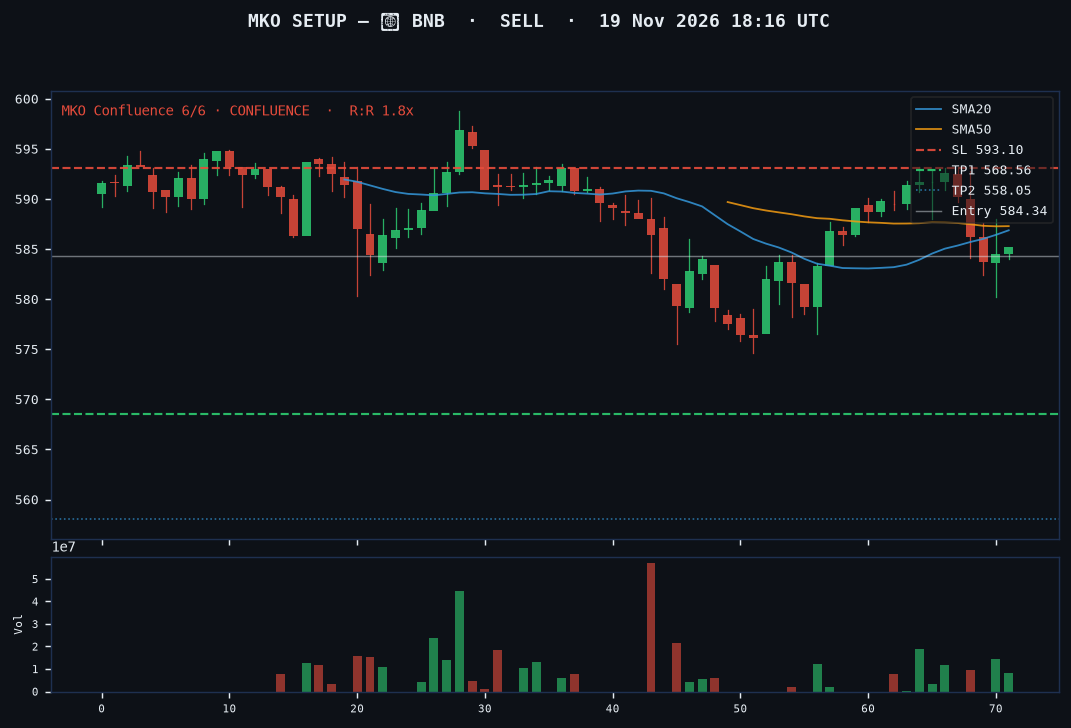 MKO SETUP — BNB · SELL · 19 Nov 2026 18:16 UTC
MKO Confluence 6/6 · CONFLUENCE · R:R 1.8x
SMA20
SMA50
SL 593.10
TP1 568.56
TP2 558.05
Entry 584.34
600
595
590
585
580
575
570
565
560
1e7
Vol
5
4
3
2
1
0
0 10 20 30 40 50 60 70